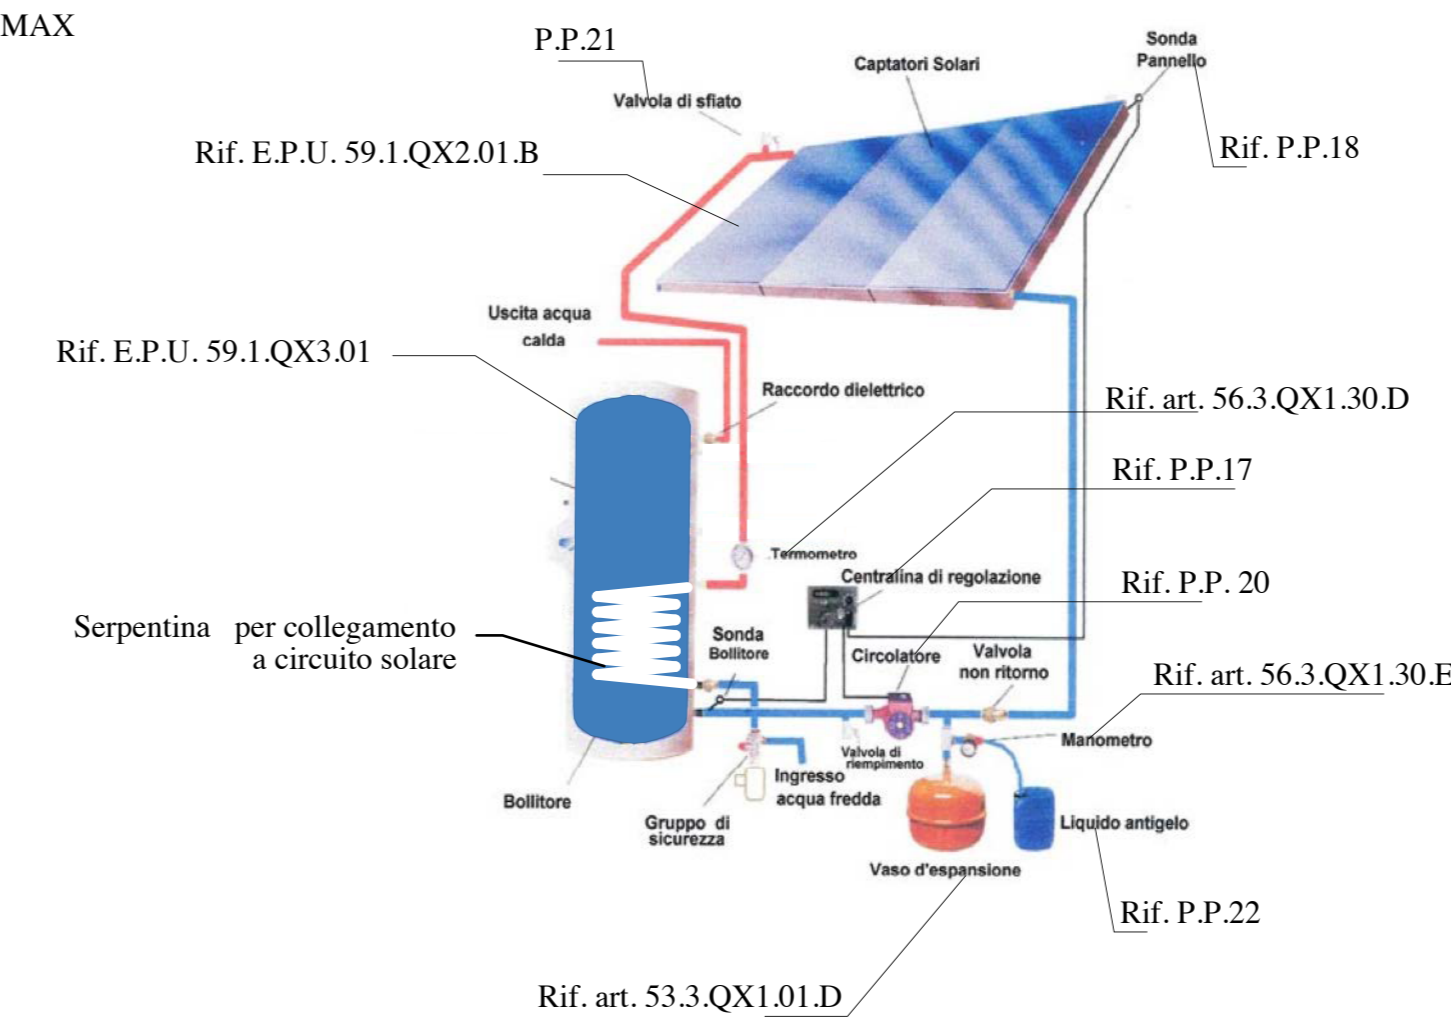 MAX
P.P.21
Sonda
Pannello
Captatori Solari
Valvola di sfiato
Rif. E.P.U. 59.1.QX2.01.B
Rif. P.P.18
Uscita acqua
calda
Rif. E.P.U. 59.1.QX3.01
Raccordo dielettrico
Rif. art. 56.3.QX1.30.D
Rif. P.P.17
Termometro
Centralina di regolazione
Rif. P.P. 20
Serpentina per collegamento
a circuito solare
Sonda
Bollitore
Circolatore
Valvola
non ritorno
Rif. art. 56.3.QX1.30.E
Manometro
Valvola di
riempimento
Ingresso
acqua fredda
Bollitore
Gruppo di
sicurezza
Liquido antigelo
Vaso d'espansione
Rif. P.P.22
Rif. art. 53.3.QX1.01.D